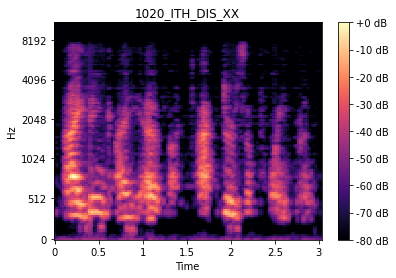 1020_ITH_DIS_XX
+0 dB
8192
-10 dB
4096
-20 dB
-30 dB
2048
Hz
-40 dB
1024
-50 dB
512
-60 dB
-70 dB
0
-80 dB
0 0.5 1 1.5 2 2.5 3
Time